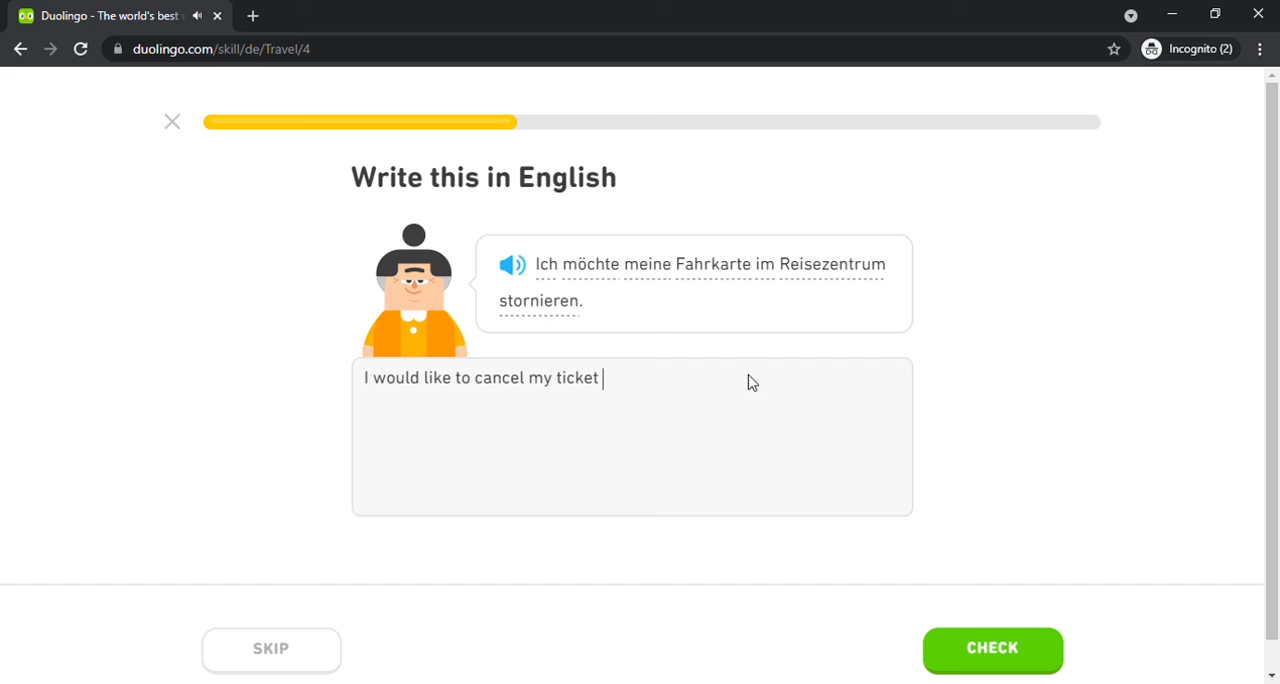 Duolingo - The world's best
duolingo.com/skill/de/Travel/4
Incognito (2)
Write this in English
Ich möchte meine Fahrkarte im Reisezentrum
stornieren.
I would like to cancel my ticket
SKIP
CHECK